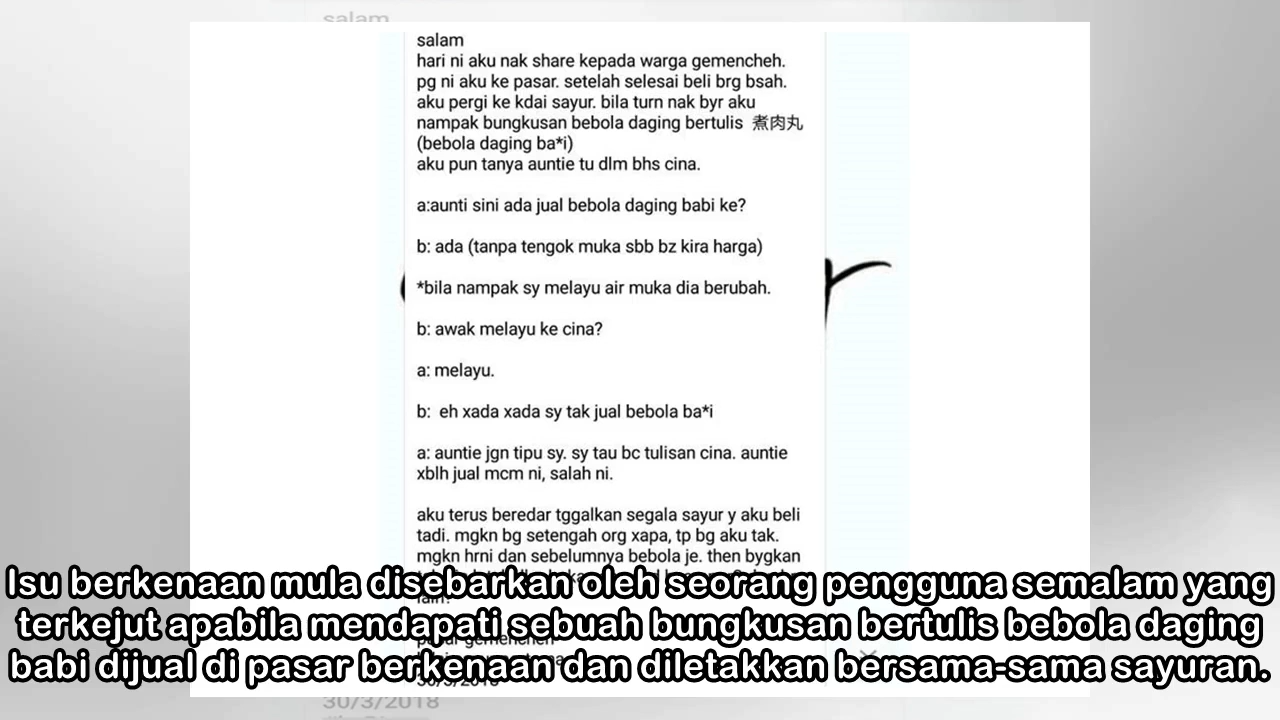 salam
salam
hari ni aku nak share kepada warga gemencheh.
pg ni aku ke pasar. setelah selesai beli brg bsah.
aku pergi ke kdai sayur. bila turn nak byr aku
nampak bungkusan bebola daging bertulis 煮肉丸
(bebola daging ba*i)
aku pun tanya auntie tu dlm bhs cina.
a:aunti sini ada jual bebola daging babi ke?
b: ada (tanpa tengok muka sbb bz kira harga)
*bila nampak sy melayu air muka dia berubah.
b: awak melayu ke cina?
a: melayu.
b: eh xada xada sy tak jual bebola ba*i
a: auntie jgn tipu sy. sy tau bc tulisan cina. auntie
xblh jual mcm ni, salah ni.
aku terus beredar tggalkan segala sayur y aku beli
tadi. mgkn bg setengah org xapa, tp bg aku tak.
mgkn hrni dan sebelumnya bebola je. then bygkan
Isu berkenaan mula disebarkan oleh seorang pengguna semalam yang
terkejut apabila mendapati sebuah bungkusan bertulis bebola daging
pasar gemencheh
babi dijual di pasar berkenaan dan diletakkan bersama-sama sayuran.
30/3/2018
30/3/2018